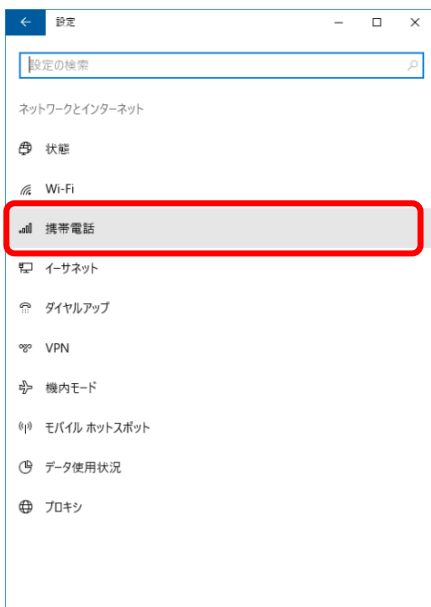 設定
設定の検索
ネットワークとインターネット
状態
Wi-Fi
携帯電話
イーサネット
ダイヤルアップ
VPN
機内モード
モバイル ホットスポット
データ使用状況
プロキシ